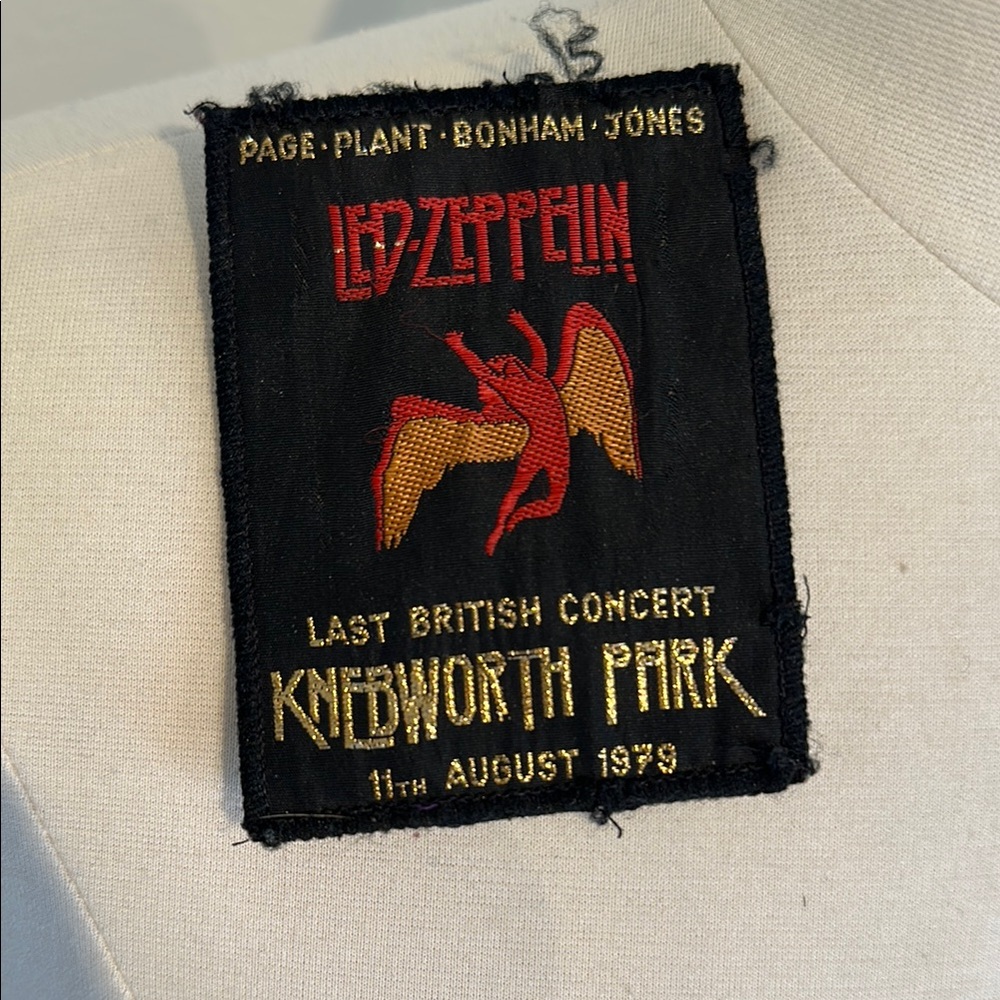 PAGE · PLANT · BONHAM · JONES
LED-ZEPPELIN
LAST BRITISH CONCERT
KNEBWORTH PARK
11TH AUGUST 1979